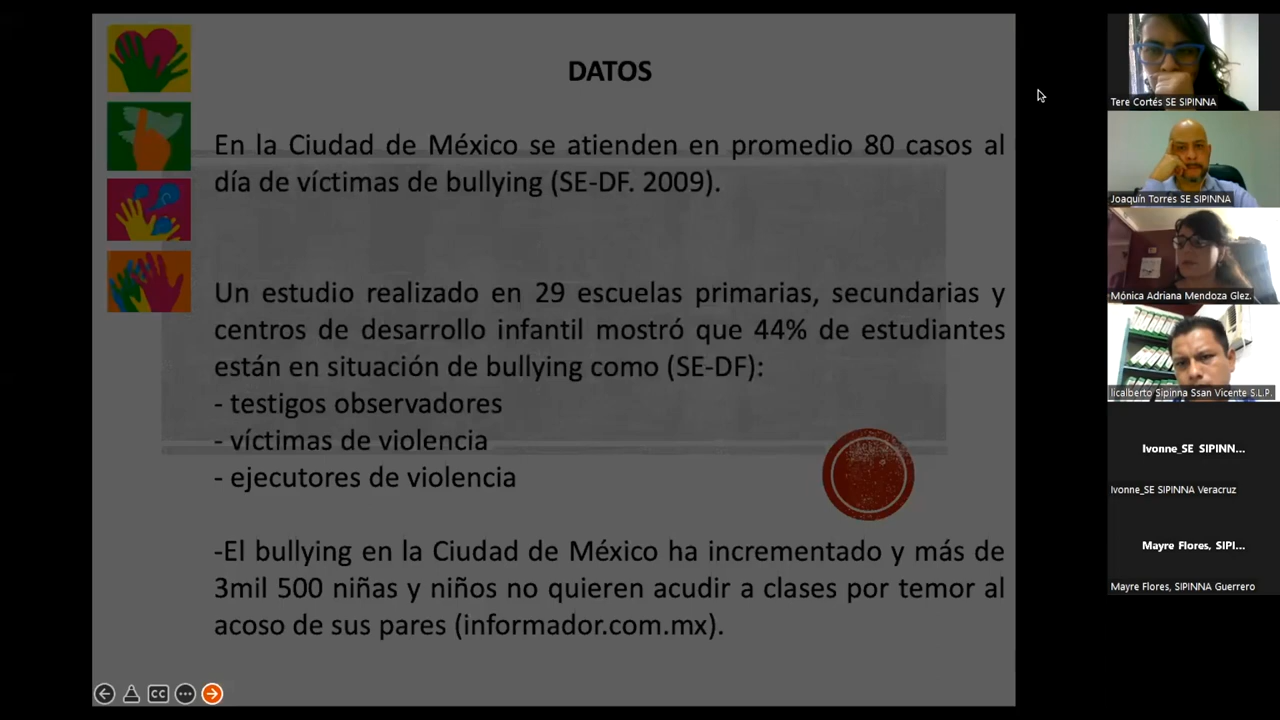 DATOS
En la Ciudad de México se atienden en promedio 80 casos al
día de víctimas de bullying (SE-DF. 2009).
Un estudio realizado en 29 escuelas primarias, secundarias y
centros de desarrollo infantil mostró que 44% de estudiantes
están en situación de bullying como (SE-DF):
- testigos observadores
- víctimas de violencia
- ejecutores de violencia
-El bullying en la Ciudad de México ha incrementado y más de
3mil 500 niñas y niños no quieren acudir a clases por temor al
acoso de sus pares (informador.com.mx).
CC
Tere Cortés SE SIPINNA
Joaquín Torres SE SIPINNA
Mónica Adriana Mendoza Glez.
licalberto Sipinna Ssan Vicente S.L.P.
Ivonne_SE SIPINN...
Ivonne_SE SIPINNA Veracruz
Mayre Flores, SIPI...
Mayre Flores, SIPINNA Guerrero